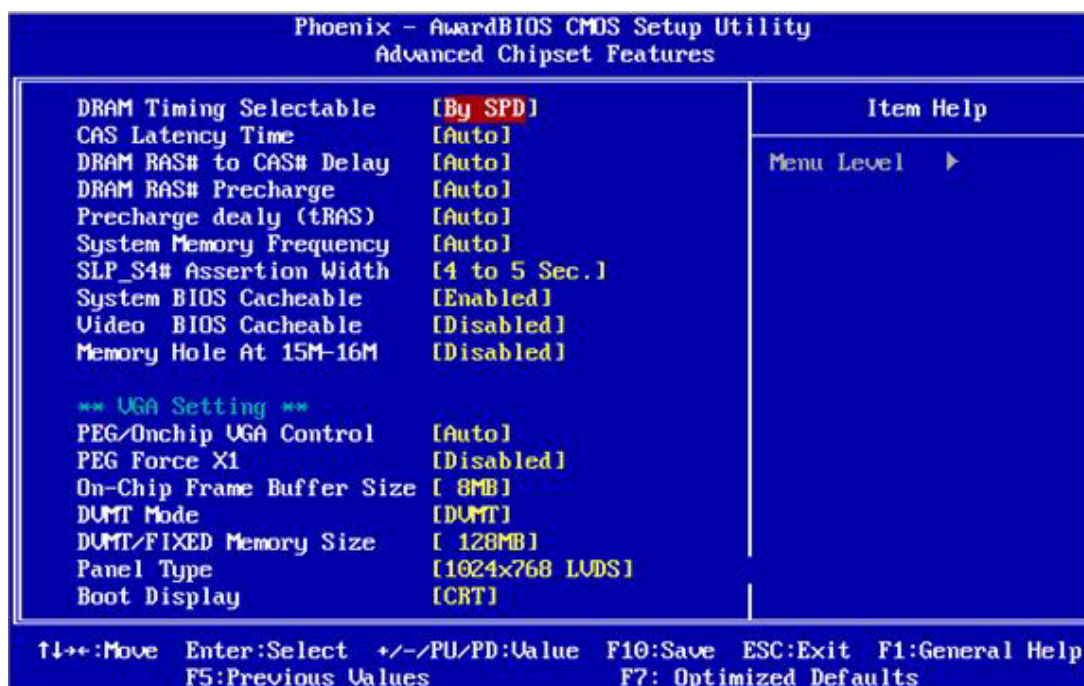 Phoenix - AwardBIOS CMOS Setup Utility
Advanced Chipset Features
DRAM Timing Selectable [By SPD]
CAS Latency Time [Auto]
DRAM RAS# to CAS# Delay [Auto]
DRAM RAS# Precharge [Auto]
Precharge dealy (tRAS) [Auto]
System Memory Frequency [Auto]
SLP_S4# Assertion Width [4 to 5 Sec.]
System BIOS Cacheable [Enabled]
Video BIOS Cacheable [Disabled]
Memory Hole At 15M-16M [Disabled]
** VGA Setting **
PEG/Onchip VGA Control [Auto]
PEG Force X1 [Disabled]
On-Chip Frame Buffer Size [ 8MB]
DVMT Mode [DVMT]
DVMT/FIXED Memory Size [ 128MB]
Panel Type [1024x768 LVDS]
Boot Display [CRT]
Item Help
Menu Level ▶
↑↓→←:Move Enter:Select +/-/PU/PD:Value F10:Save ESC:Exit F1:General Help
F5:Previous Values F7: Optimized Defaults